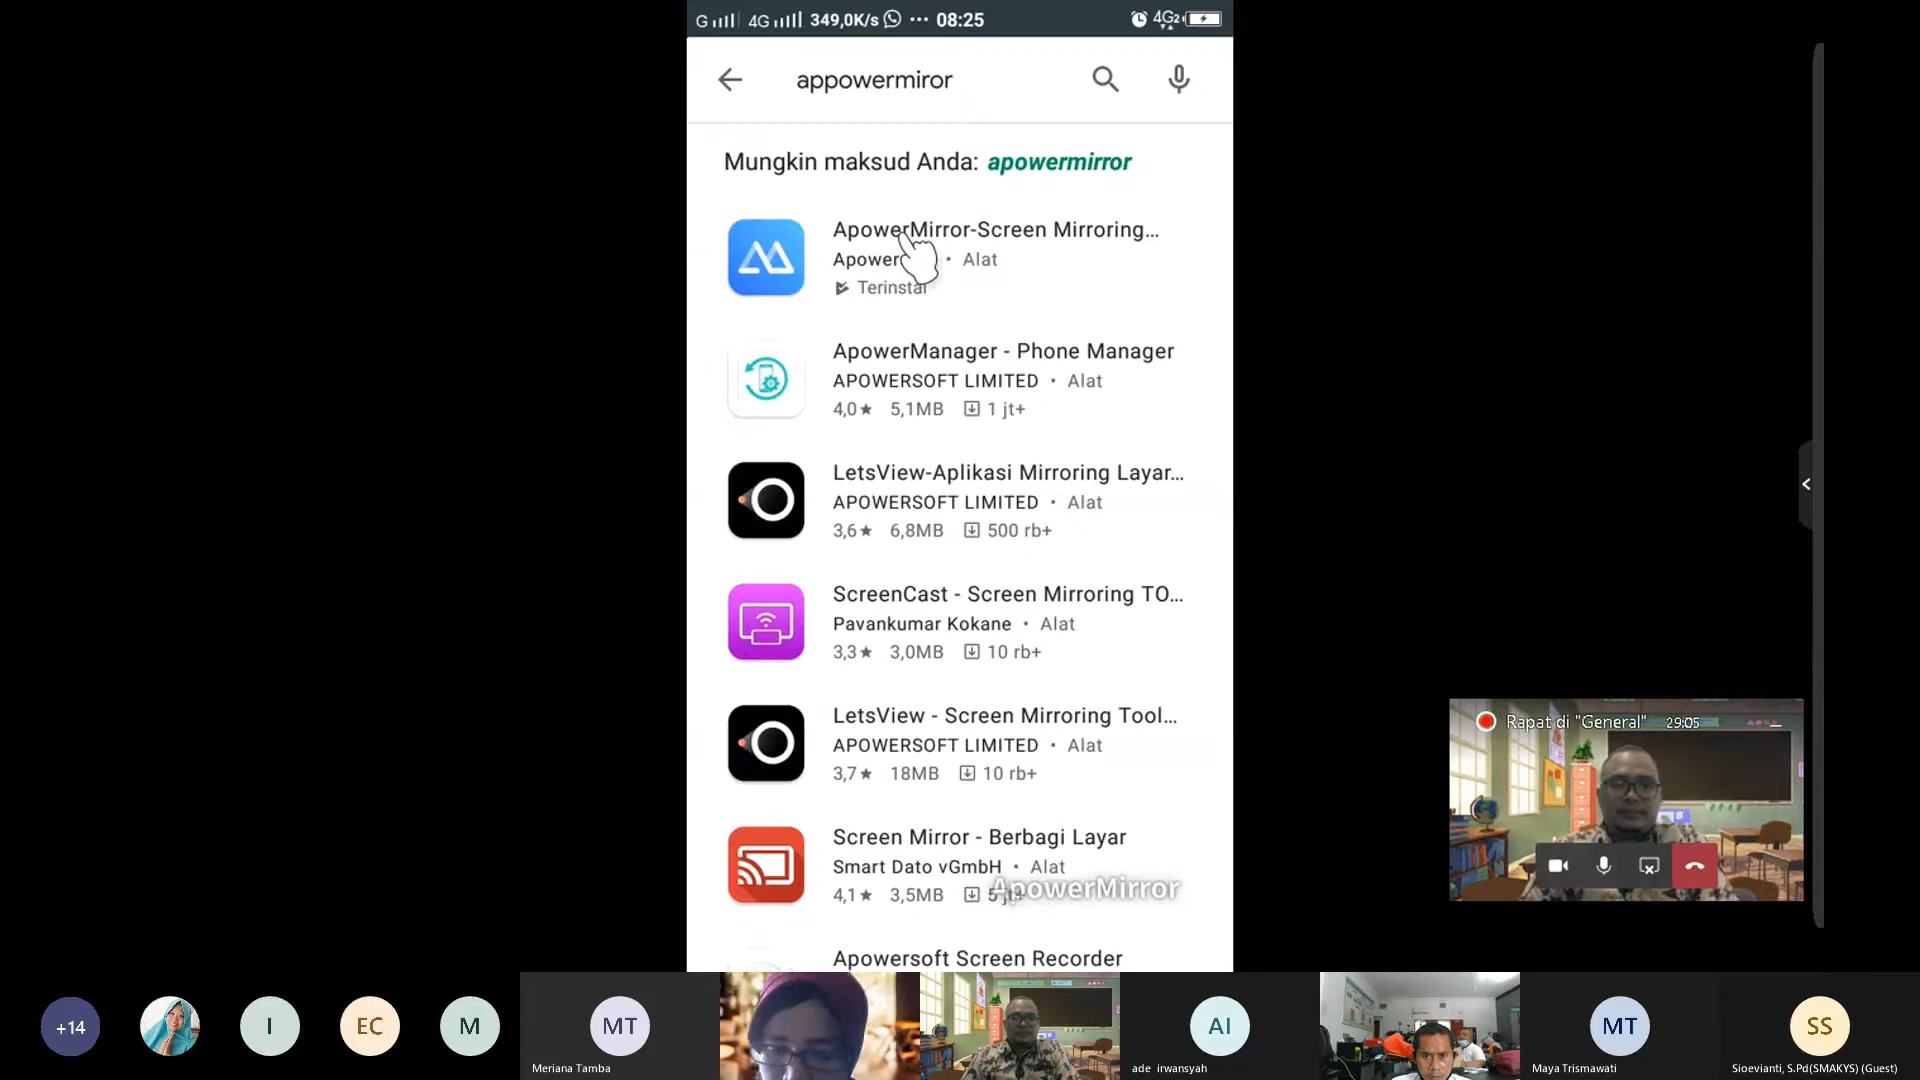 G 4G 349,0K/s ··· 08:25 4G2
appowermiror
Mungkin maksud Anda: apowermirror
ApowerMirror-Screen Mirroring...
Apower • Alat
Terinstal
ApowerManager - Phone Manager
APOWERSOFT LIMITED • Alat
4,0★ 5,1MB 1 jt+
LetsView-Aplikasi Mirroring Layar...
APOWERSOFT LIMITED • Alat
3,6★ 6,8MB 500 rb+
ScreenCast - Screen Mirroring TO...
Pavankumar Kokane • Alat
3,3★ 3,0MB 10 rb+
LetsView - Screen Mirroring Tool...
APOWERSOFT LIMITED • Alat
3,7★ 18MB 10 rb+
Screen Mirror - Berbagi Layar
Smart Dato vGmbH • Alat
4,1★ 3,5MB 5 jt+
ApowerMirror
Apowersoft Screen Recorder
Rapat di "General" 29:05
+14
I
EC
M
MT
Meriana Tamba
AI
ade irwansyah
MT
Maya Trismawati
SS
Sioevianti, S.Pd(SMAKYS) (Guest)